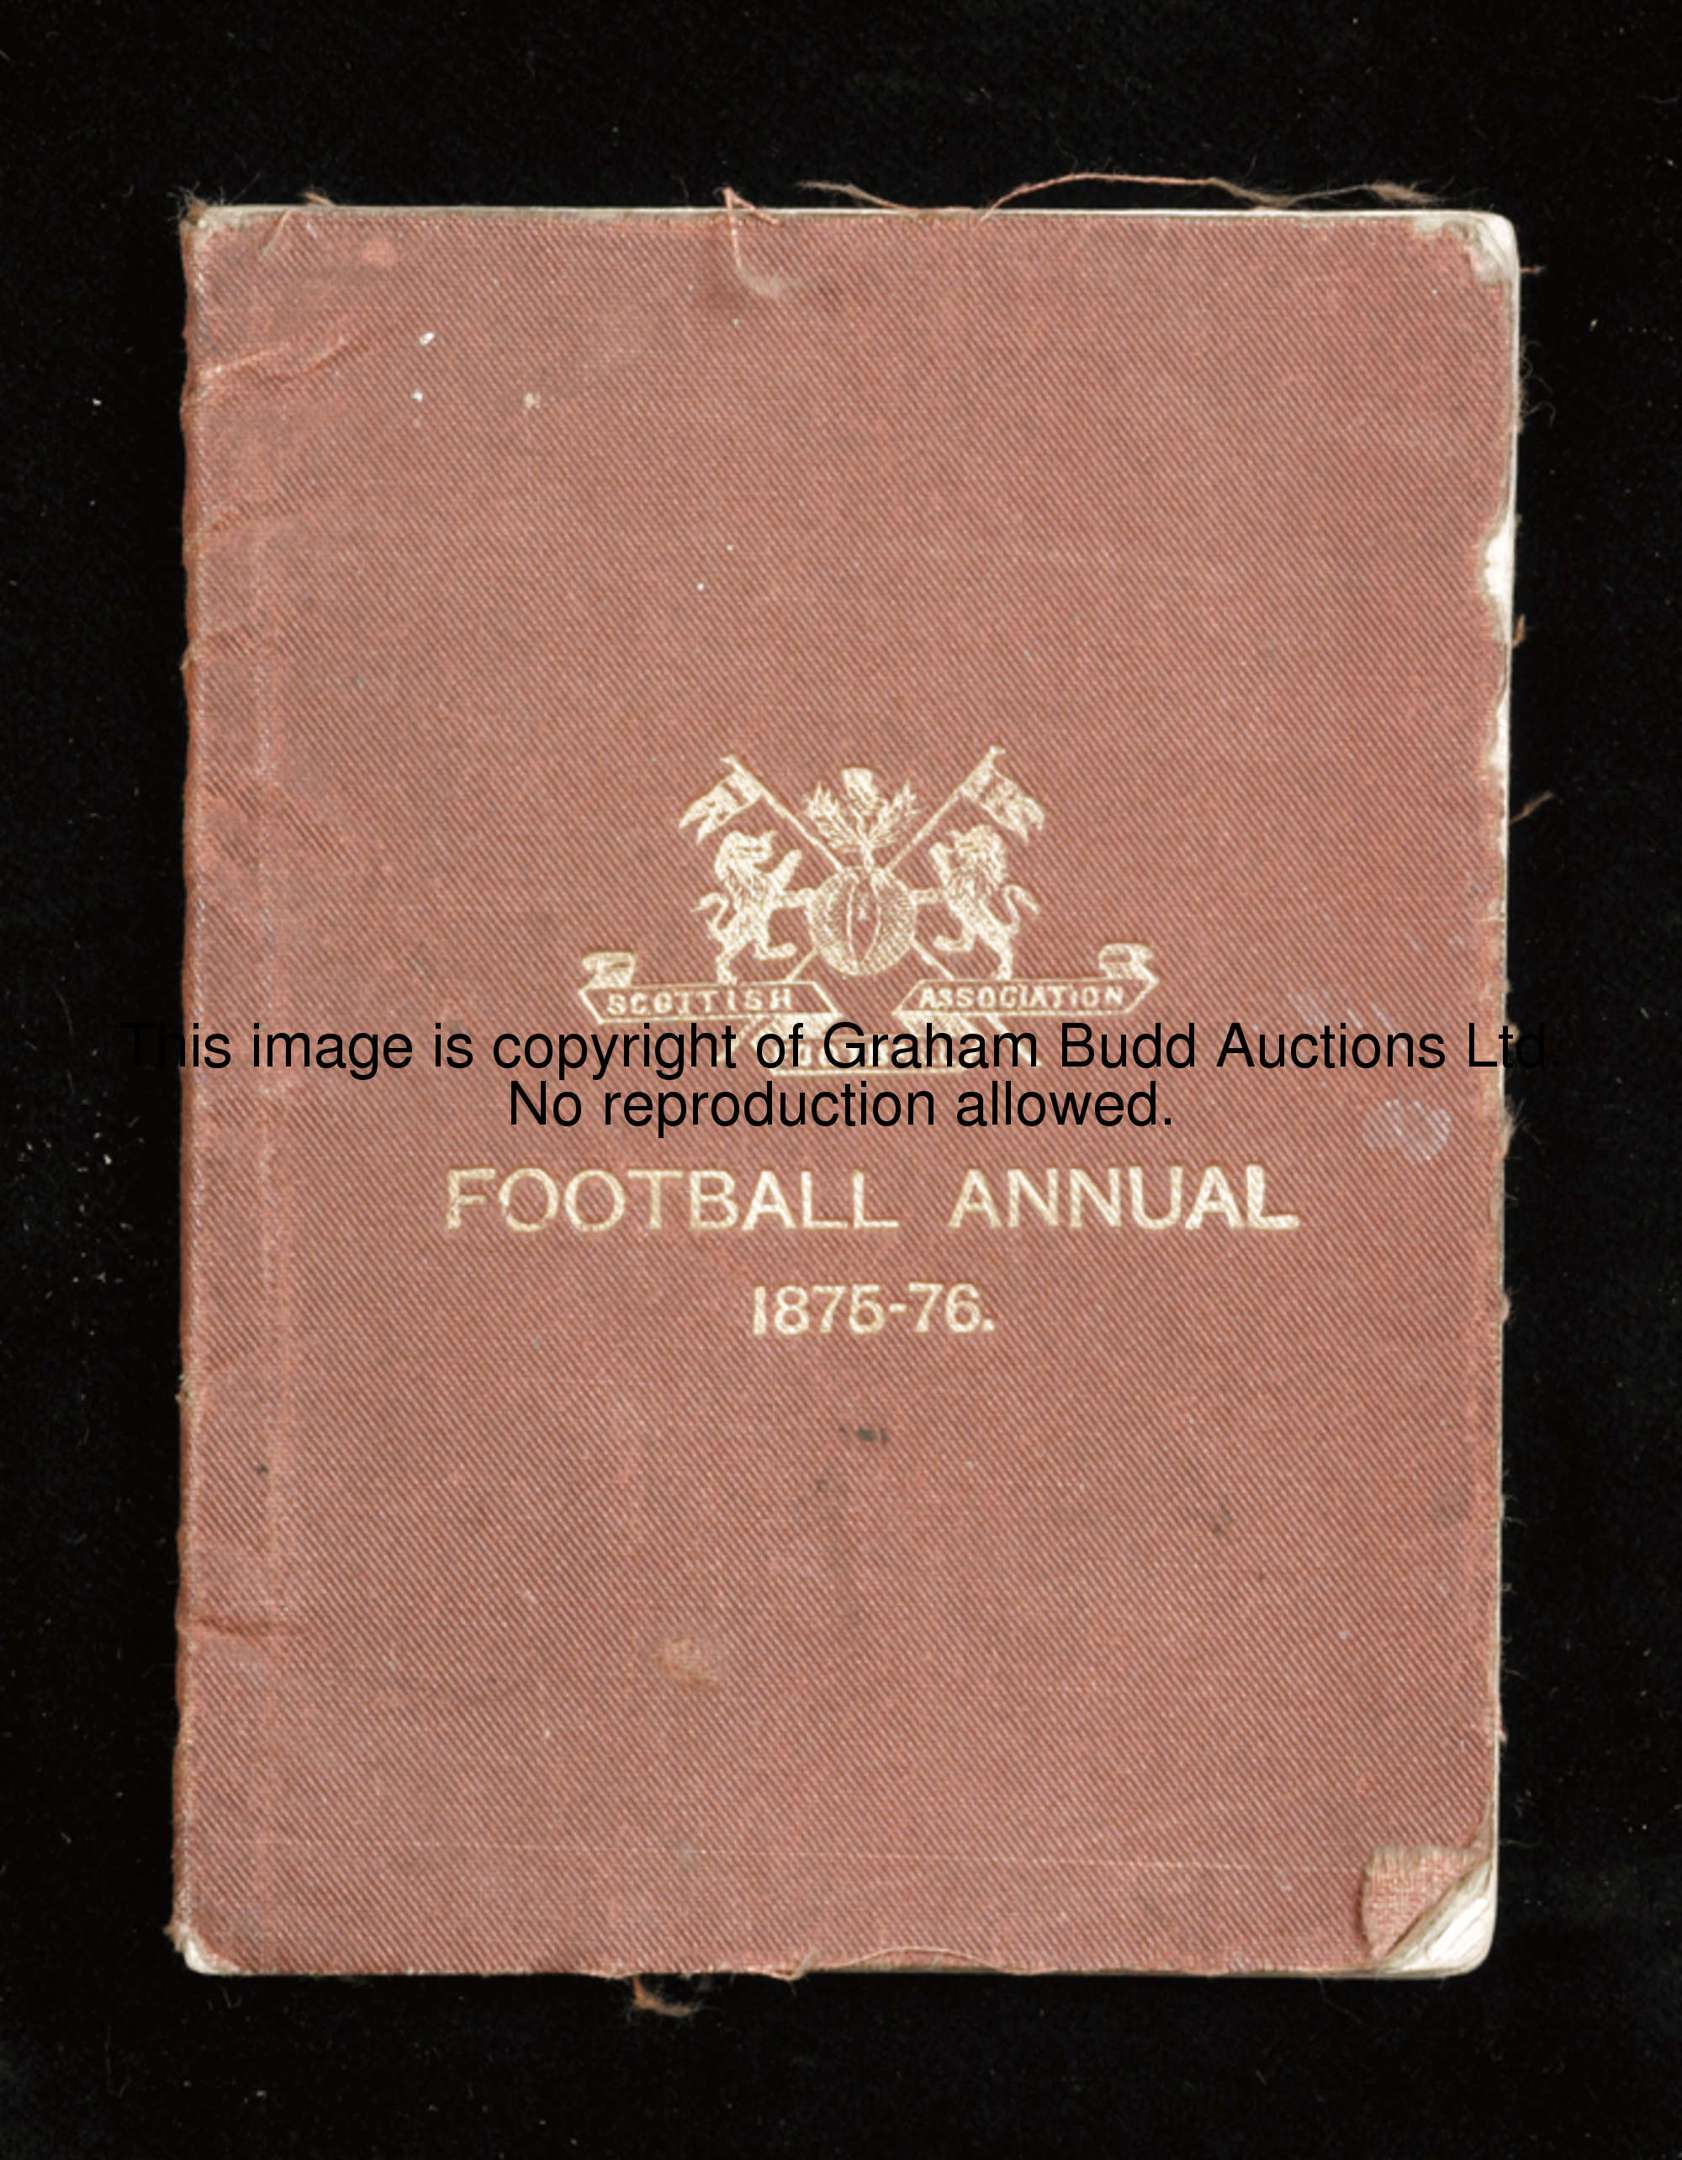 SCOTTISH ASSOCIATION
This image is copyright of Graham Budd Auctions Ltd.
No reproduction allowed.
FOOTBALL ANNUAL
1875-76.